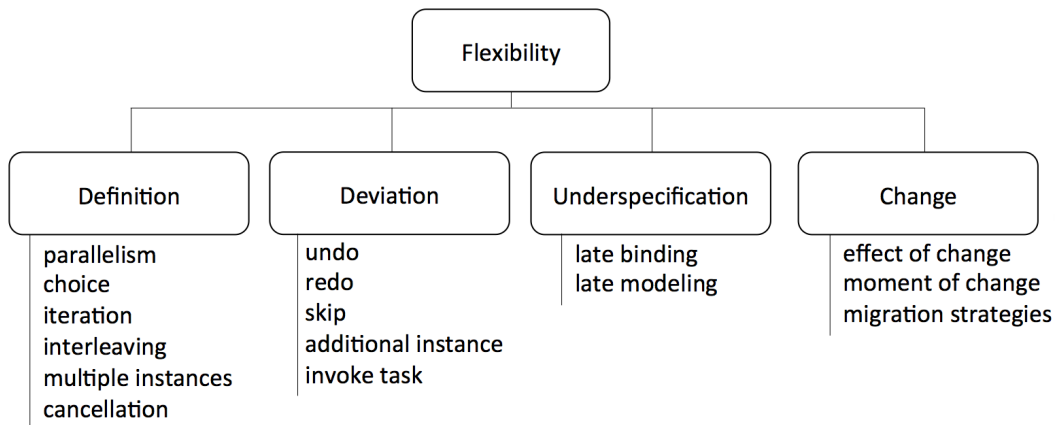 Flexibility
Definition
parallelism
choice
iteration
interleaving
multiple instances
cancellation
Deviation
undo
redo
skip
additional instance
invoke task
Underspecification
late binding
late modeling
Change
effect of change
moment of change
migration strategies